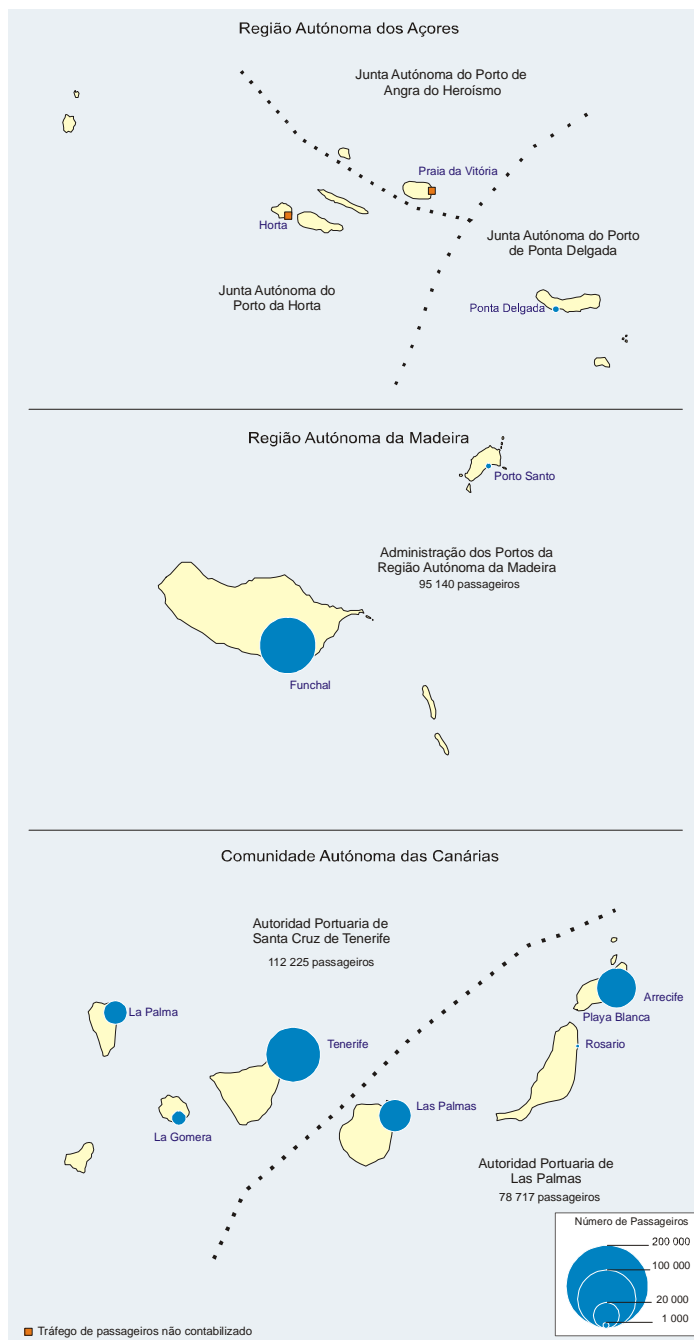 Região Autónoma dos Açores
Junta Autónoma do Porto de
Angra do Heroísmo
Praia da Vitória
Horta
Junta Autónoma do Porto
de Ponta Delgada
Junta Autónoma do
Porto da Horta
Ponta Delgada
Região Autónoma da Madeira
Porto Santo
Administração dos Portos da
Região Autónoma da Madeira
95 140 passageiros
Funchal
Comunidade Autónoma das Canárias
Autoridad Portuaria de
Santa Cruz de Tenerife
112 225 passageiros
La Palma
Arrecife
Playa Blanca
Tenerife
Rosario
Las Palmas
La Gomera
Autoridad Portuaria de
Las Palmas
78 717 passageiros
Número de Passageiros
200 000
100 000
20 000
1 000
Tráfego de passageiros não contabilizado